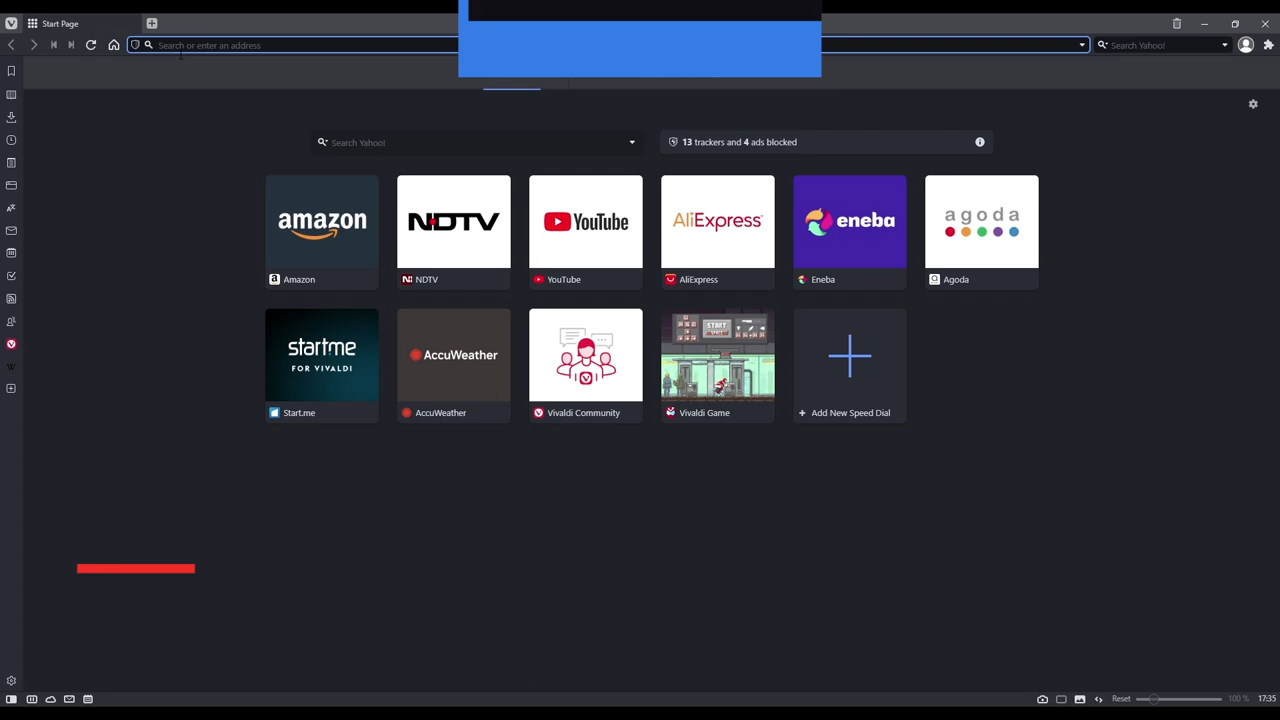 Start Page
Search or enter an address
Search Yahoo!
Search Yahoo!
13 trackers and 4 ads blocked
amazon
NDTV
YouTube
AliExpress
eneba
agoda
Amazon
NDTV
YouTube
AliExpress
Eneba
Agoda
startme
FOR VIVALDI
AccuWeather
START
Start.me
AccuWeather
Vivaldi Community
Vivaldi Game
Add New Speed Dial
Reset
100 %
17:35